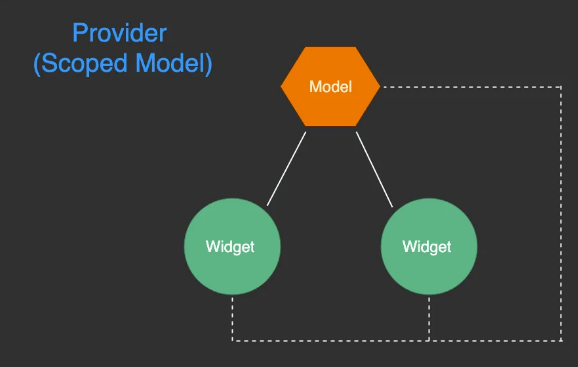 Provider
(Scoped Model)
Model
Widget
Widget